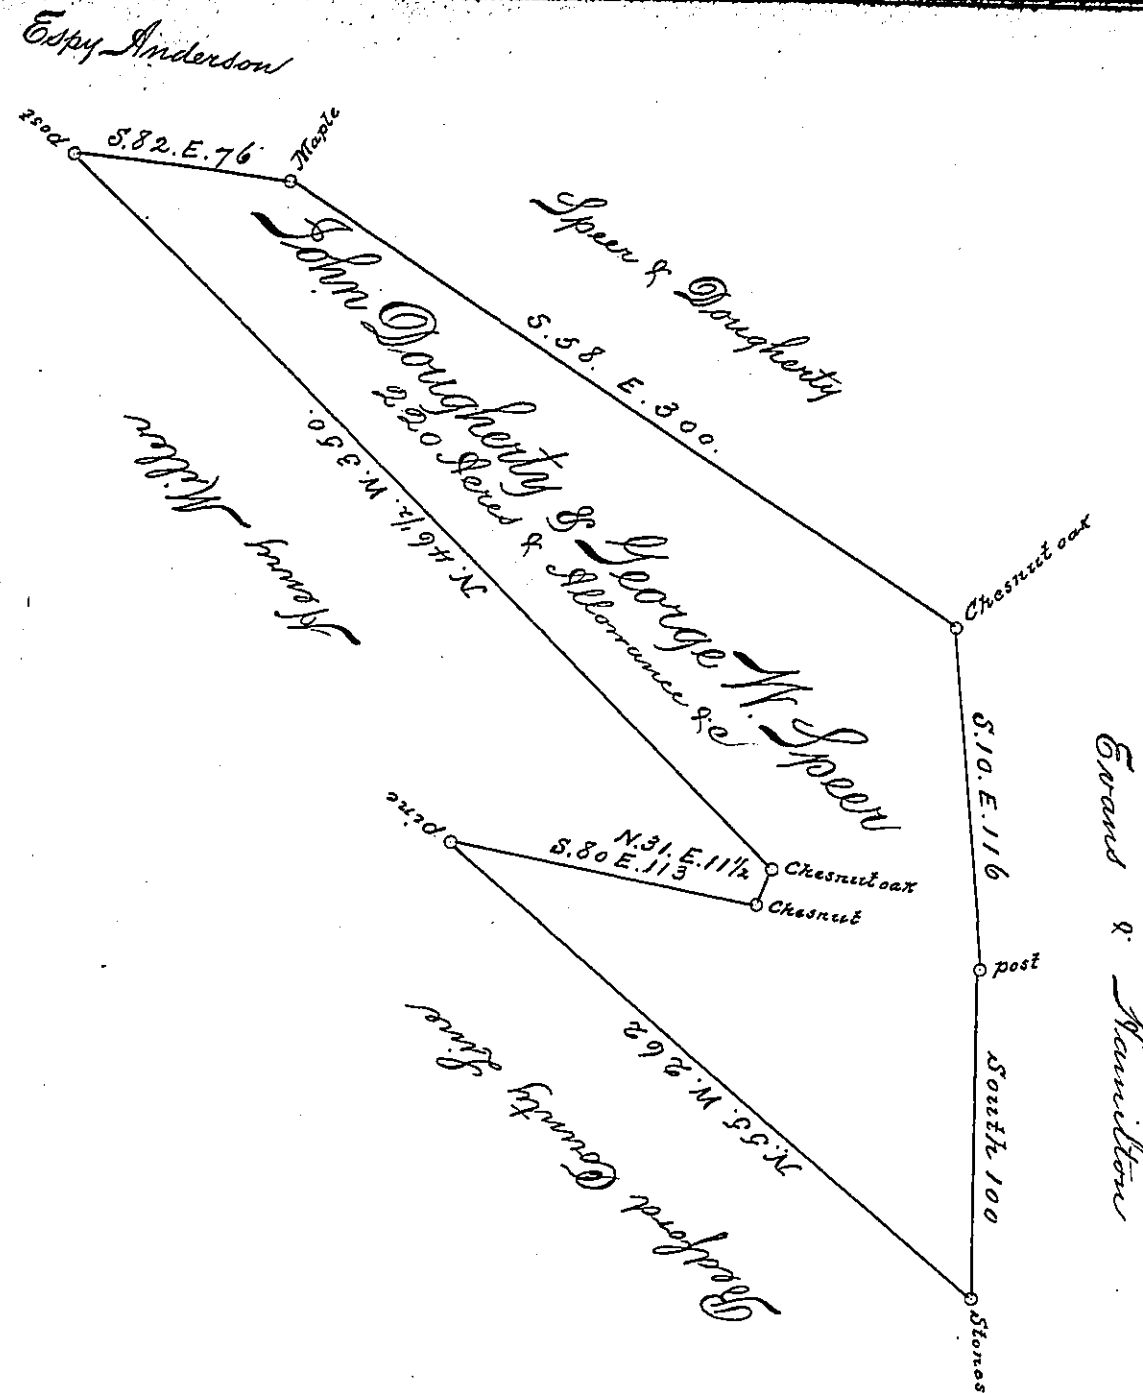 Espy Anderson
Post
S.82.E.76
Maple
Speer & Dougherty
S.58.E.300.
John Dougherty & George W. Speer
220 Acres & Allowance &c
N.46½.W.350.
Henry Miller
Chesnut oak
S.10.E.116
Evans & Hamilton
pine
N.31.E.11½
S.80 E.113
Chesnut oak
Chesnut
post
South 100
N.55.W.262
Bedford County Line
Stones